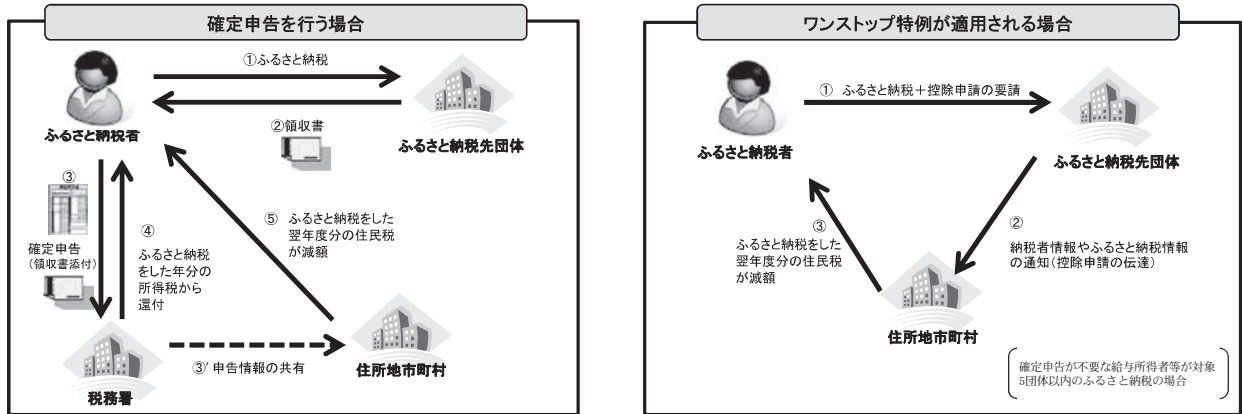 確定申告を行う場合
①ふるさと納税
ふるさと納税者
②領収書
ふるさと納税先団体
③
確定申告
（領収書添付）
④
ふるさと納税
をした年分の
所得税から
還付
⑤ ふるさと納税をした
翌年度分の住民税
が減額
税務署
③′申告情報の共有
住所地市町村
ワンストップ特例が適用される場合
① ふるさと納税＋控除申請の要請
ふるさと納税者
ふるさと納税先団体
②
納税者情報やふるさと納税情報
の通知（控除申請の伝達）
③
ふるさと納税をした
翌年度分の住民税
が減額
住所地市町村
確定申告が不要な給与所得者等が対象
5団体以内のふるさと納税の場合